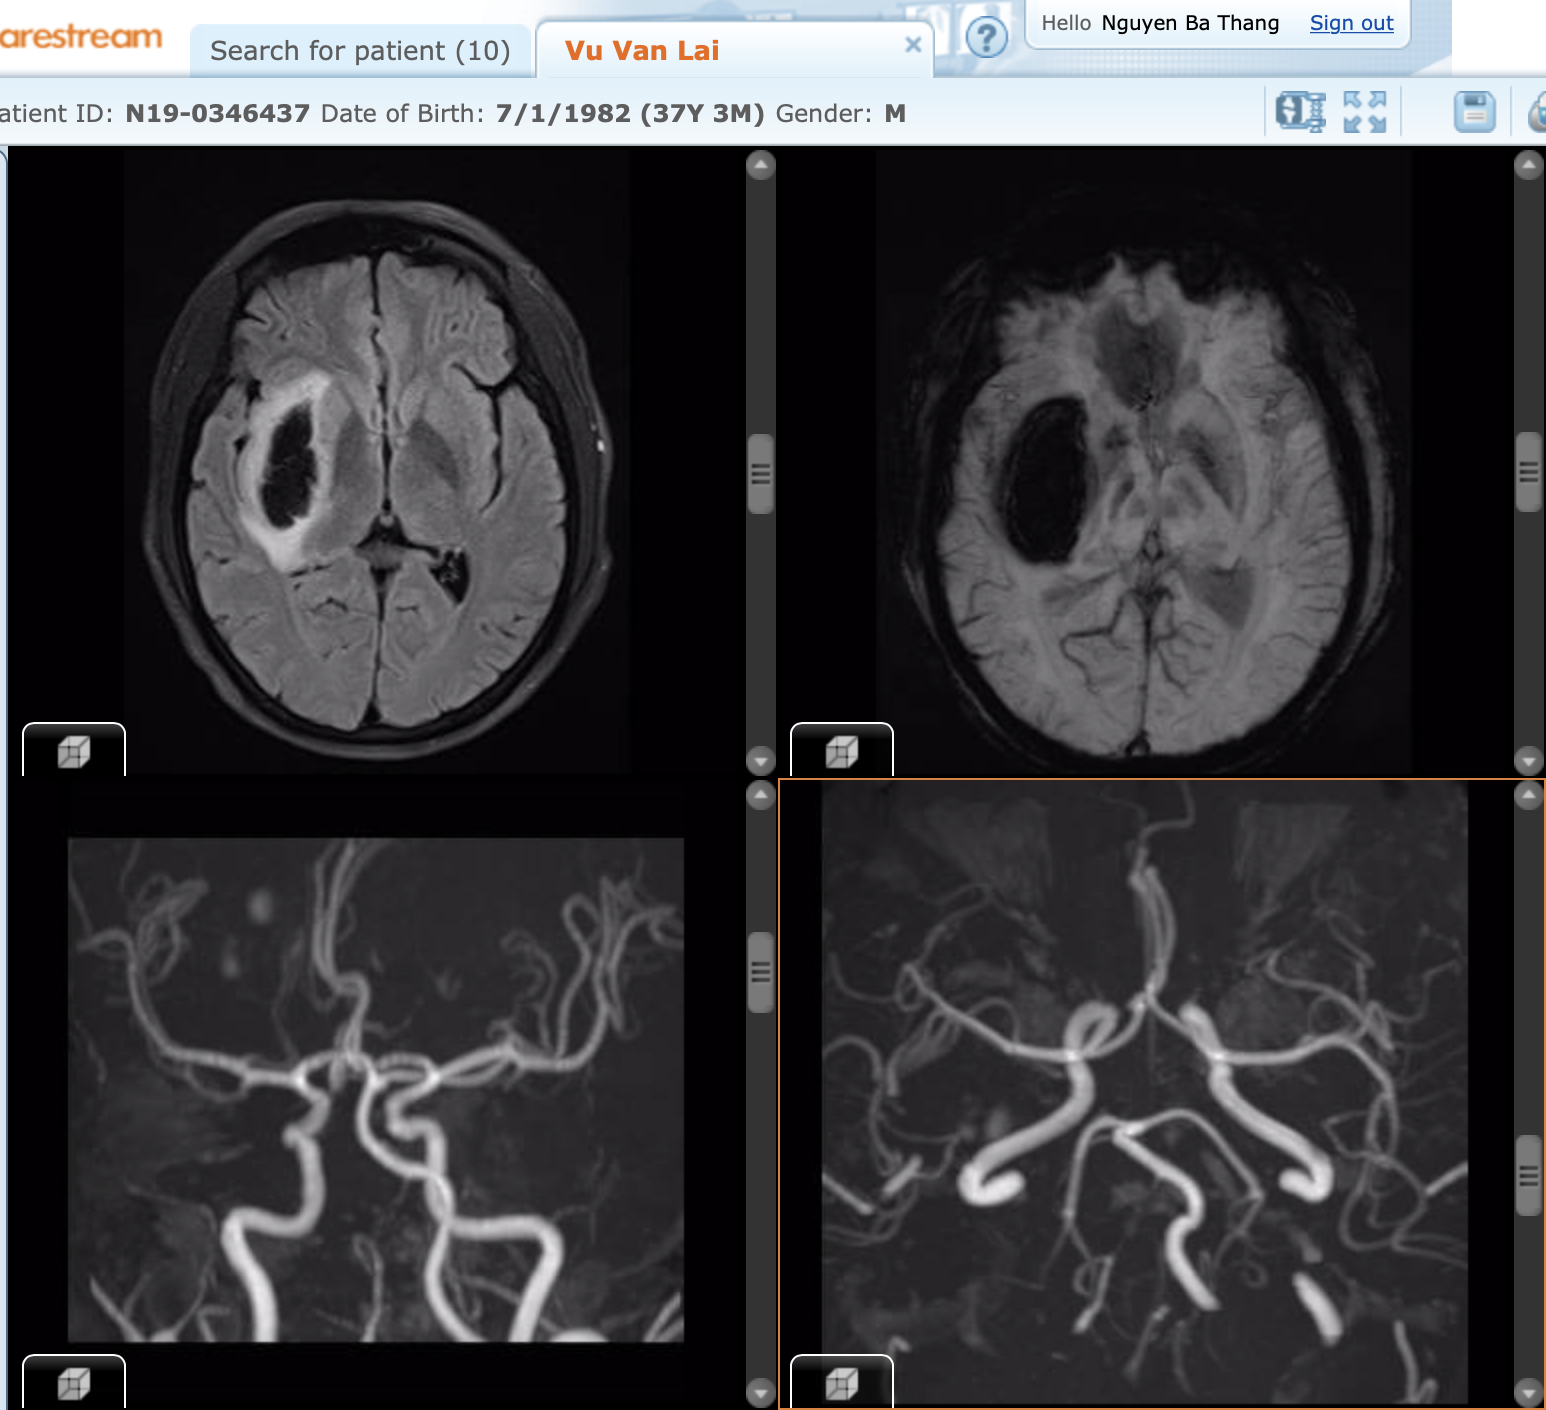 arestream
Search for patient (10)
Vu Van Lai
Hello Nguyen Ba Thang Sign out
atient ID: N19-0346437 Date of Birth: 7/1/1982 (37Y 3M) Gender: M